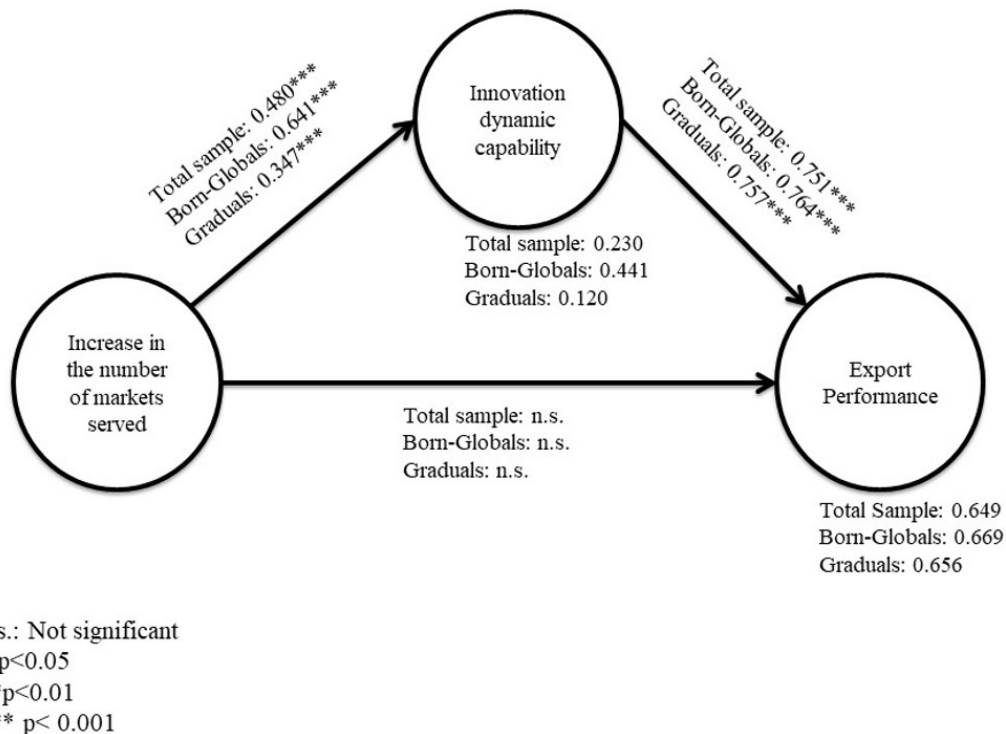 Total sample: 0.480***
Born-Globals: 0.641***
Graduals: 0.347***
Innovation
dynamic
capability
Total sample: 0.751***
Born-Globals: 0.764***
Graduals: 0.757***
Total sample: 0.230
Born-Globals: 0.441
Graduals: 0.120
Increase in
the number
of markets
served
Total sample: n.s.
Born-Globals: n.s.
Graduals: n.s.
Export
Performance
Total Sample: 0.649
Born-Globals: 0.669
Graduals: 0.656
s.: Not significant
p<0.05
*p<0.01
** p< 0.001